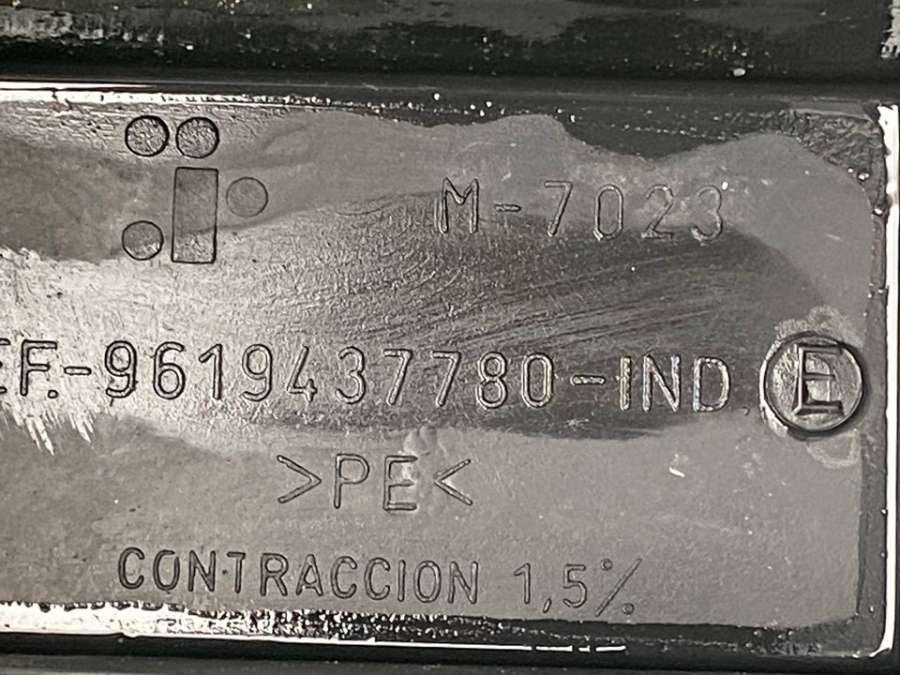 M-7023
EF.-9619437780-IND. E
>PE<
CONTRACCION 1,5%